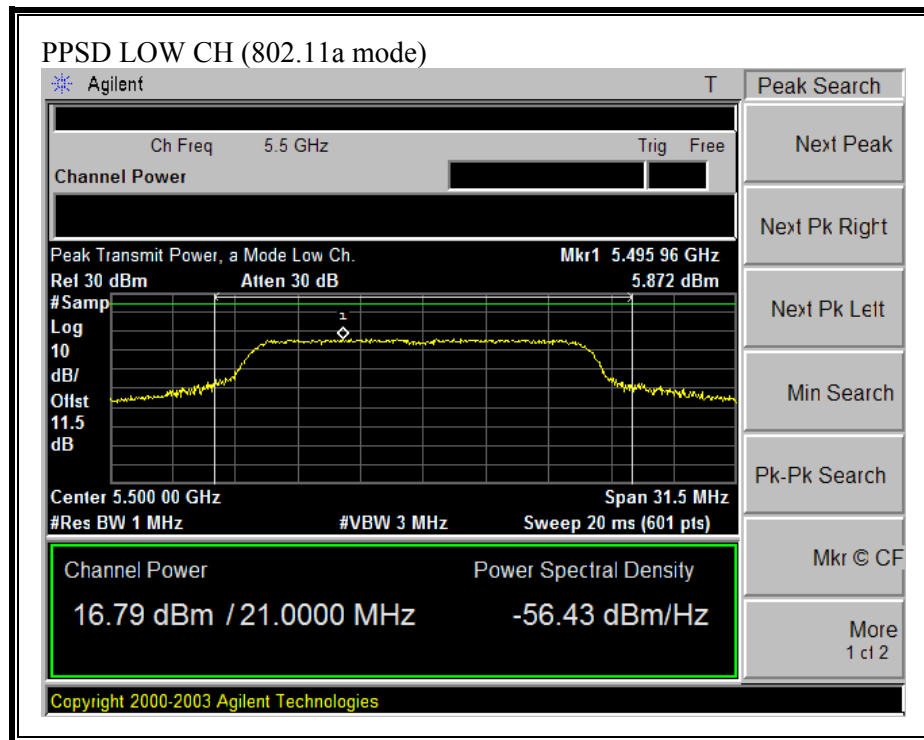 PPSD LOW CH (802.11a mode)
Agilent T
Peak Search
Ch Freq 5.5 GHz Trig Free
Channel Power
Peak Transmit Power, a Mode Low Ch. Mkr1 5.495 96 GHz
Ref 30 dBm Atten 30 dB 5.872 dBm
#Samp
Log
10
dB/
Offst
11.5
dB
1
Center 5.500 00 GHz Span 31.5 MHz
#Res BW 1 MHz #VBW 3 MHz Sweep 20 ms (601 pts)
Channel Power Power Spectral Density
16.79 dBm / 21.0000 MHz -56.43 dBm/Hz
Copyright 2000-2003 Agilent Technologies
Next Peak
Next Pk Right
Next Pk Left
Min Search
Pk-Pk Search
Mkr © CF
More
1 of 2